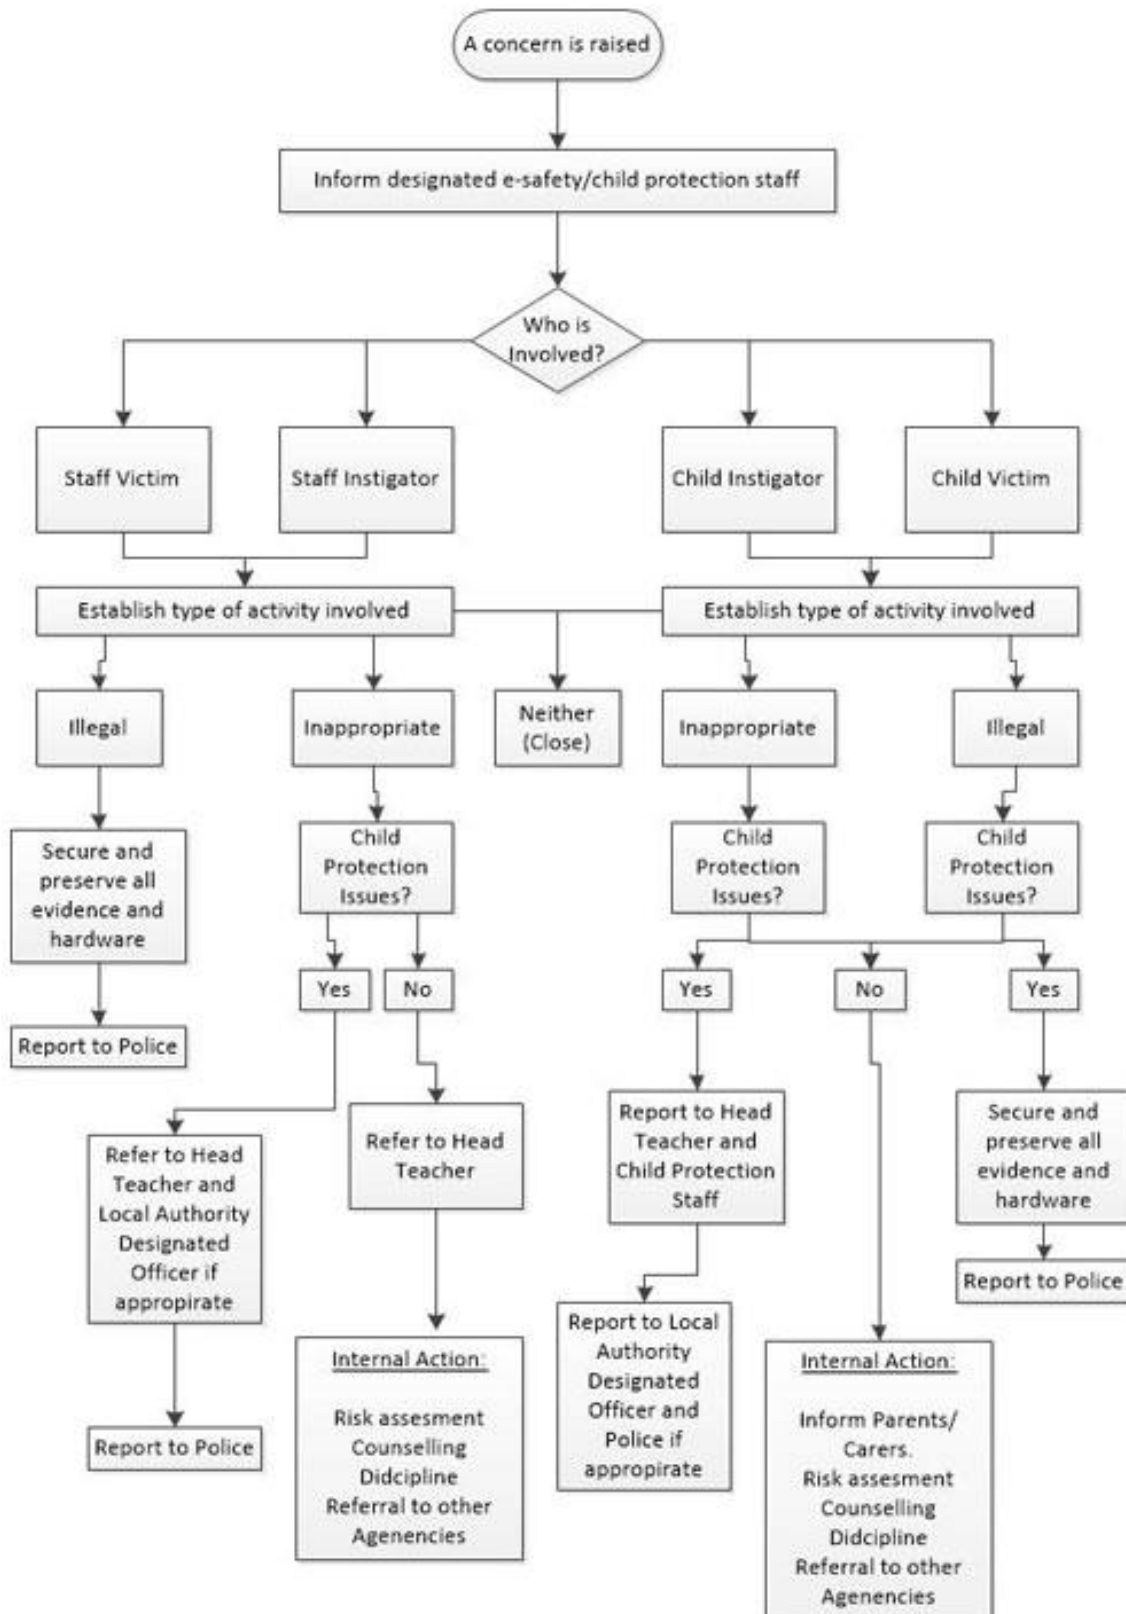 A concern is raised
Inform designated e-safety/child protection staff
Who is
Involved?
Staff Victim
Staff Instigator
Child Instigator
Child Victim
Establish type of activity involved
Establish type of activity involved
Illegal
Inappropriate
Neither
(Close)
Inappropriate
Illegal
Secure and
preserve all
evidence and
hardware
Child
Protection
Issues?
Child
Protection
Issues?
Child
Protection
Issues?
Yes
No
Yes
No
Yes
Report to Police
Refer to Head
Teacher and
Local Authority
Designated
Officer if
appropirate
Refer to Head
Teacher
Report to Head
Teacher and
Child Protection
Staff
Secure and
preserve all
evidence and
hardware
Report to Police
Report to Police
Internal Action:
Risk assesment
Counselling
Didcipline
Referral to other
Agenencies
Report to Local
Authority
Designated
Officer and
Police if
appropirate
Internal Action:
Inform Parents/
Carers.
Risk assesment
Counselling
Didcipline
Referral to other
Agenencies